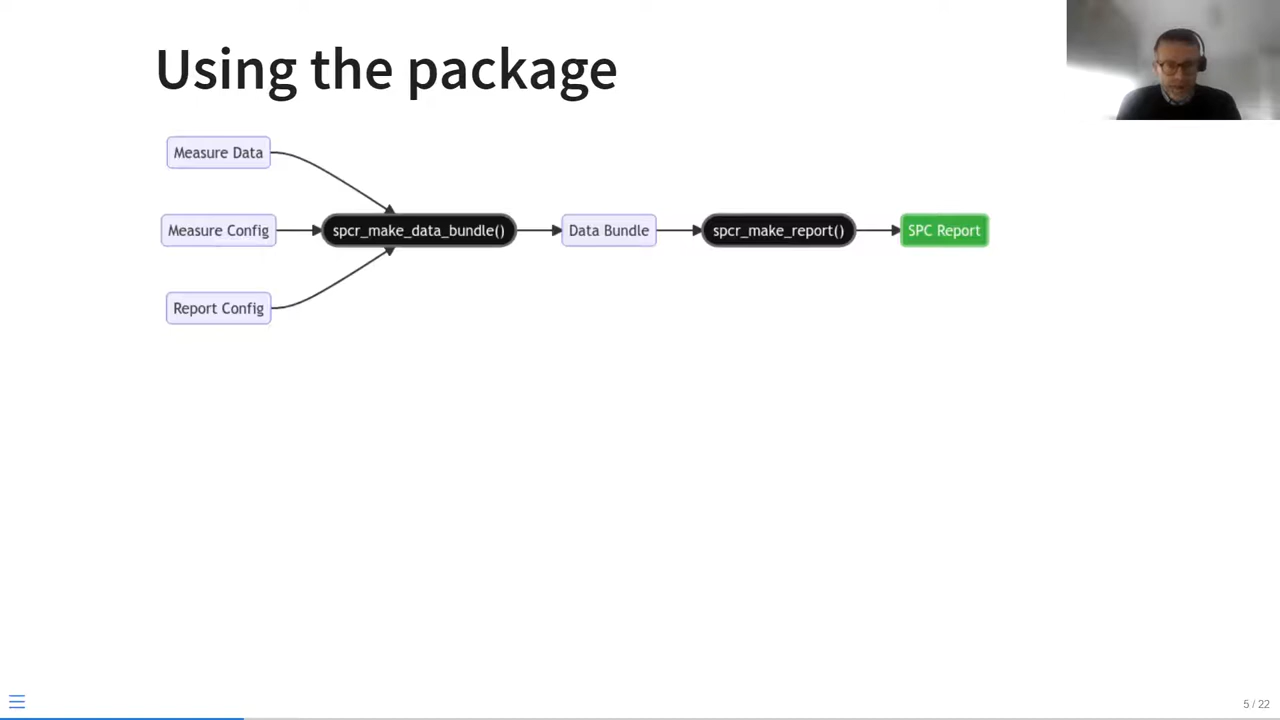 Using the package
Measure Data
Measure Config
spcr_make_data_bundle()
Data Bundle
spcr_make_report()
SPC Report
Report Config
5 / 22